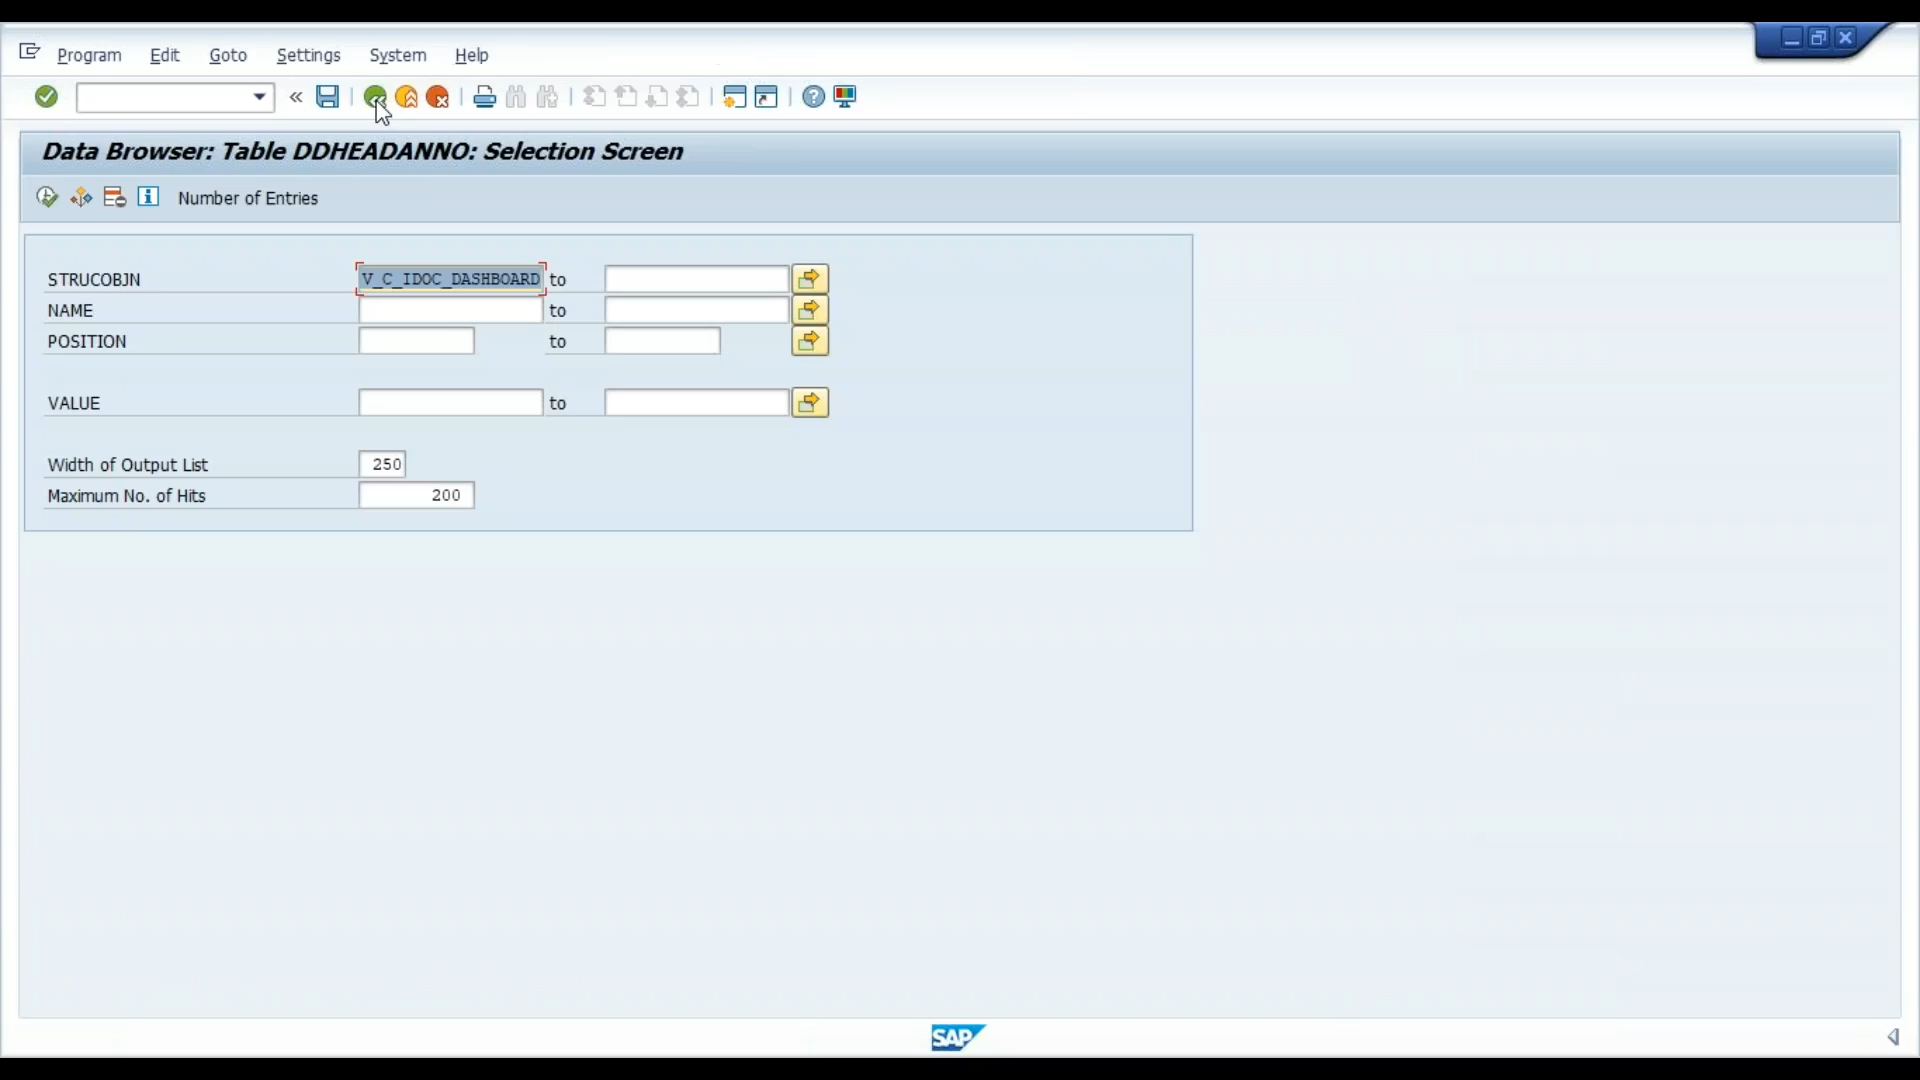 Program Edit Goto Settings System Help
Data Browser: Table DDHEADANNO: Selection Screen
Number of Entries
STRUCOBJN V_C_IDOC_DASHBOARD to
NAME to
POSITION to
VALUE to
Width of Output List 250
Maximum No. of Hits 200
SAP